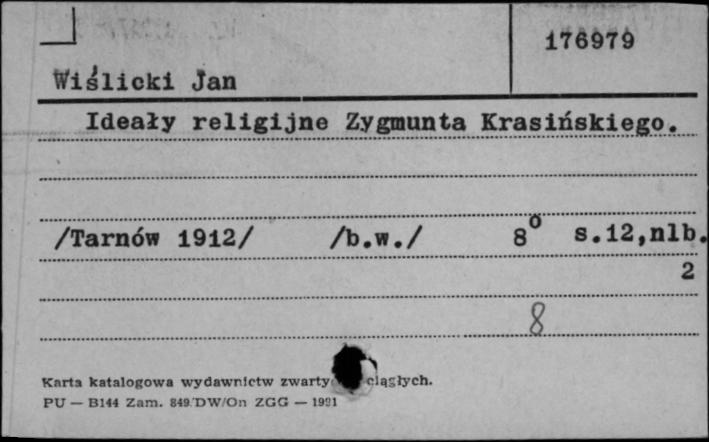 176979
Wiślicki Jan
Ideały religijne Zygmunta Krasińskiego.
/Tarnów 1912/ /b.w./ 8° s.12,nlb.
2
8
Karta katalogowa wydawnictw zwarty ciągłych.
PU — B144 Zam. 849/DW/On ZGG — 1981